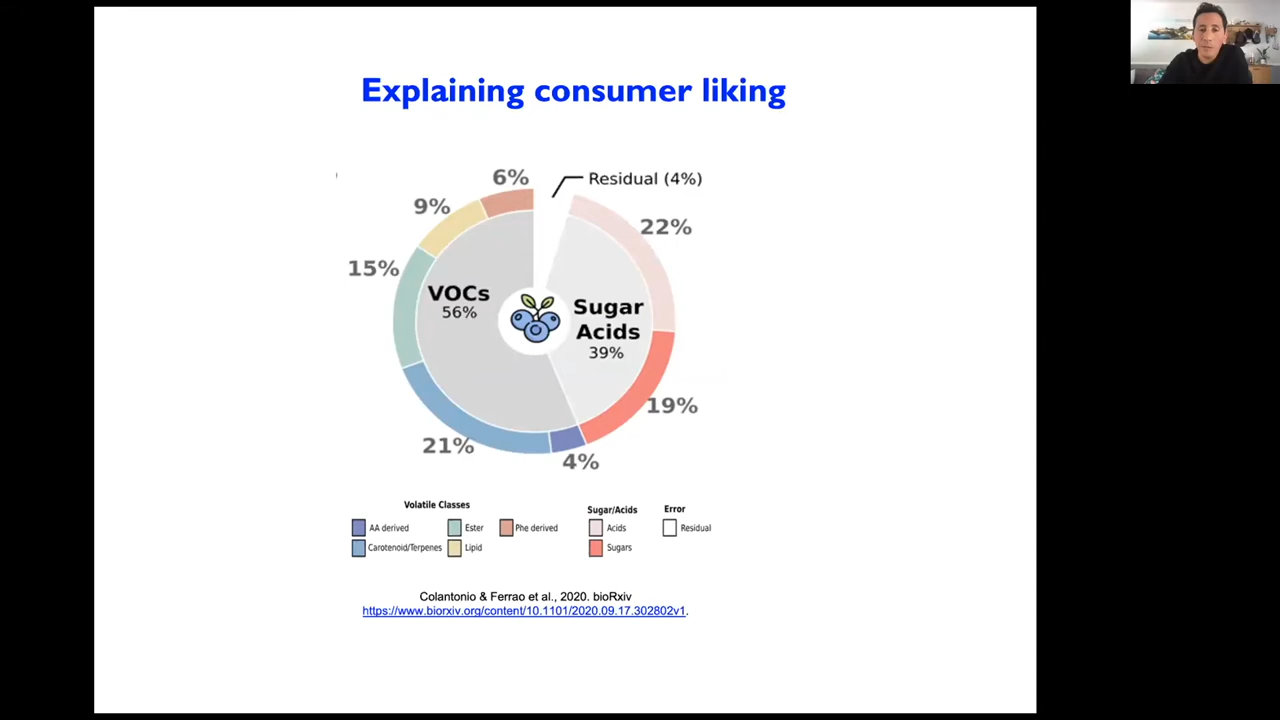 Explaining consumer liking
6%
Residual (4%)
9%
22%
15%
VOCs
56%
Sugar
Acids
39%
19%
21%
4%
Volatile Classes
AA derived
Ester
Phe derived
Carotenoid/Terpenes
Lipid
Sugar/Acids
Acids
Sugars
Error
Residual
Colantonio & Ferrao et al., 2020. bioRxiv
https://www.biorxiv.org/content/10.1101/2020.09.17.302802v1.